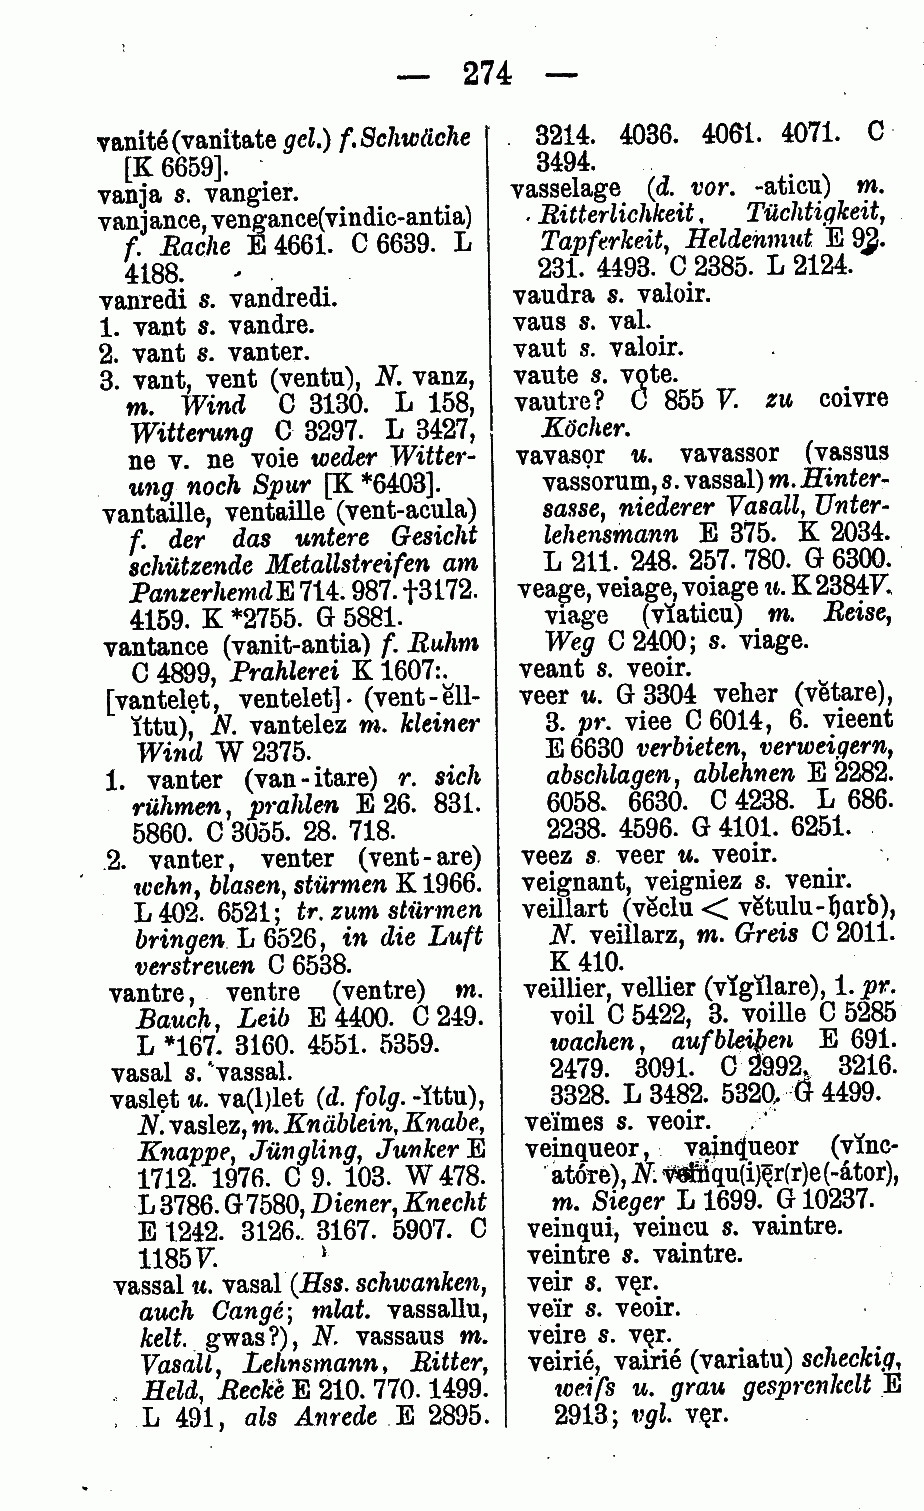 — 274 —
vanité (vanitate gel.) f. Schwäche
[K 6659].
vanja s. vangier.
vanjance, vengance (vindic-antia)
f. Rache E 4661. C 6639. L
4188.
vanredi s. vandredi.
1. vant s. vandre.
2. vant s. vanter.
3. vant, vent (ventu), N. vanz,
m. Wind C 3130. L 158,
Witterung C 3297. L 3427,
ne v. ne voie weder Witter-
ung noch Spur [K *6403].
vantaille, ventaille (vent-acula)
f. der das untere Gesicht
schützende Metallstreifen am
Panzerhemd E 714. 987. †3172.
4159. K *2755. G 5881.
vantance (vanit-antia) f. Ruhm
C 4899, Prahlerei K 1607:.
[vantelęt, ventelet] (vent-ĕll-
ĭttu), N. vantelez m. kleiner
Wind W 2375.
1. vanter (van-itare) r. sich
rühmen, prahlen E 26. 831.
5860. C 3055. 28. 718.
2. vanter, venter (vent-are)
wehn, blasen, stürmen K 1966.
L 402. 6521; tr. zum stürmen
bringen L 6526, in die Luft
verstreuen C 6538.
vantre, ventre (ventre) m.
Bauch, Leib E 4400. C 249.
L *167. 3160. 4551. 5359.
vasal s. vassal.
vaslęt u. va(l)let (d. folg. -ĭttu),
N. vaslez, m. Knäblein, Knabe,
Knappe, Jüngling, Junker E
1712. 1976. C 9. 103. W 478.
L 3786. G 7580, Diener, Knecht
E 1242. 3126. 3167. 5907. C
1185 V.
vassal u. vasal (Hss. schwanken,
auch Cangé; mlat. vassallu,
kelt. gwas?), N. vassaus m.
Vasall, Lehnsmann, Ritter,
Held, Recke E 210. 770. 1499.
L 491, als Anrede E 2895.
3214. 4036. 4061. 4071. C
3494.
vasselage (d. vor. -aticu) m.
Ritterlichkeit, Tüchtigkeit,
Tapferkeit, Heldenmut E 92.
231. 4493. C 2385. L 2124.
vaudra s. valoir.
vaus s. val.
vaut s. valoir.
vaute s. vǫte.
vautre? C 855 V. zu coivre
Köcher.
vavasǫr u. vavassor (vassus
vassorum, s. vassal) m. Hinter-
sasse, niederer Vasall, Unter-
lehensmann E 375. K 2034.
L 211. 248. 257. 780. G 6300.
veage, veiage, voiage u. K 2384 V.
viage (vĭaticu) m. Reise,
Weg C 2400; s. viage.
veant s. veoir.
veer u. G 3304 veher (vĕtare),
3. pr. viee C 6014, 6. vieent
E 6630 verbieten, verweigern,
abschlagen, ablehnen E 2282.
6058. 6630. C 4238. L 686.
2238. 4596. G 4101. 6251.
veez s. veer u. veoir.
veignant, veigniez s. venir.
veillart (vĕclu < vĕtulu-hard),
N. veillarz, m. Greis C 2011.
K 410.
veillier, vellier (vĭgĭlare), 1. pr.
voil C 5422, 3. voille C 5285
wachen, aufbleiben E 691.
2479. 3091. C 2992. 3216.
3328. L 3482. 5320. G 4499.
veïmes s. veoir.
veinqueor, vainqueor (vĭnc-
atóre), N. veinqu(i)ęr(r)e (-átor),
m. Sieger L 1699. G 10237.
veinqui, veincu s. vaintre.
veintre s. vaintre.
veir s. vęr.
veïr s. veoir.
veire s. vęr.
veirié, vairié (variatu) scheckig,
weifs u. grau gesprenkelt E
2913; vgl. vęr.